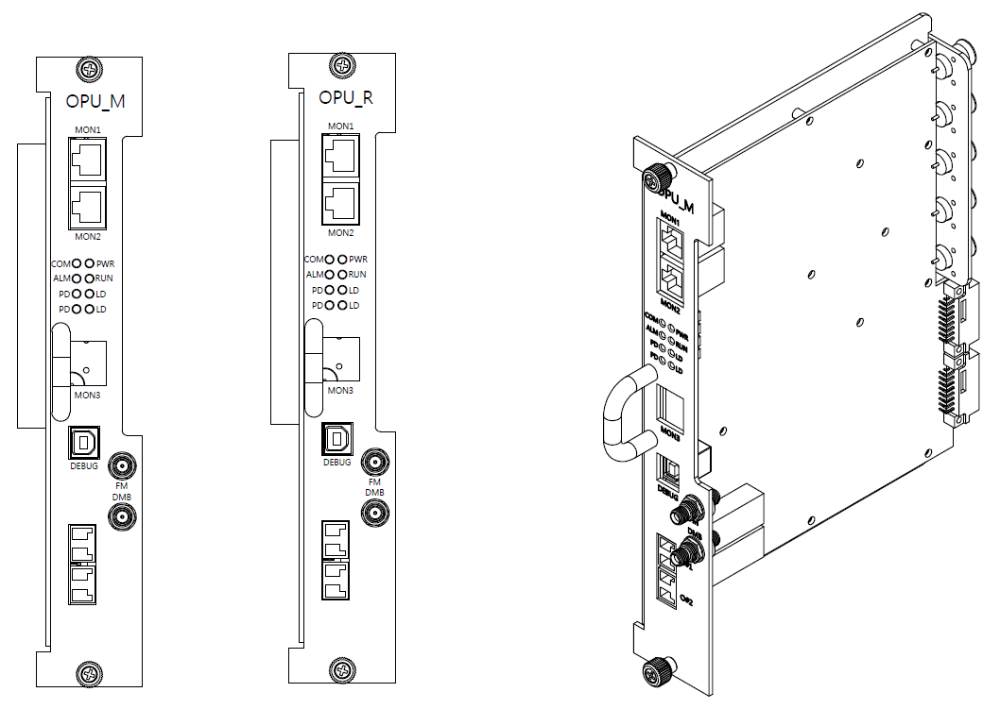 OPU_M
MON1
MON2
COM PWR
ALM RUN
PD LD
PD LD
MON3
DEBUG
FM
DMB
OPU_R
MON1
MON2
COM PWR
ALM RUN
PD LD
PD LD
MON3
DEBUG
FM
DMB
OPU_M
MON1
MON2
COM PWR
ALM RUN
PD LD
PD LD
MON3
DEBUG
DMB
OP2